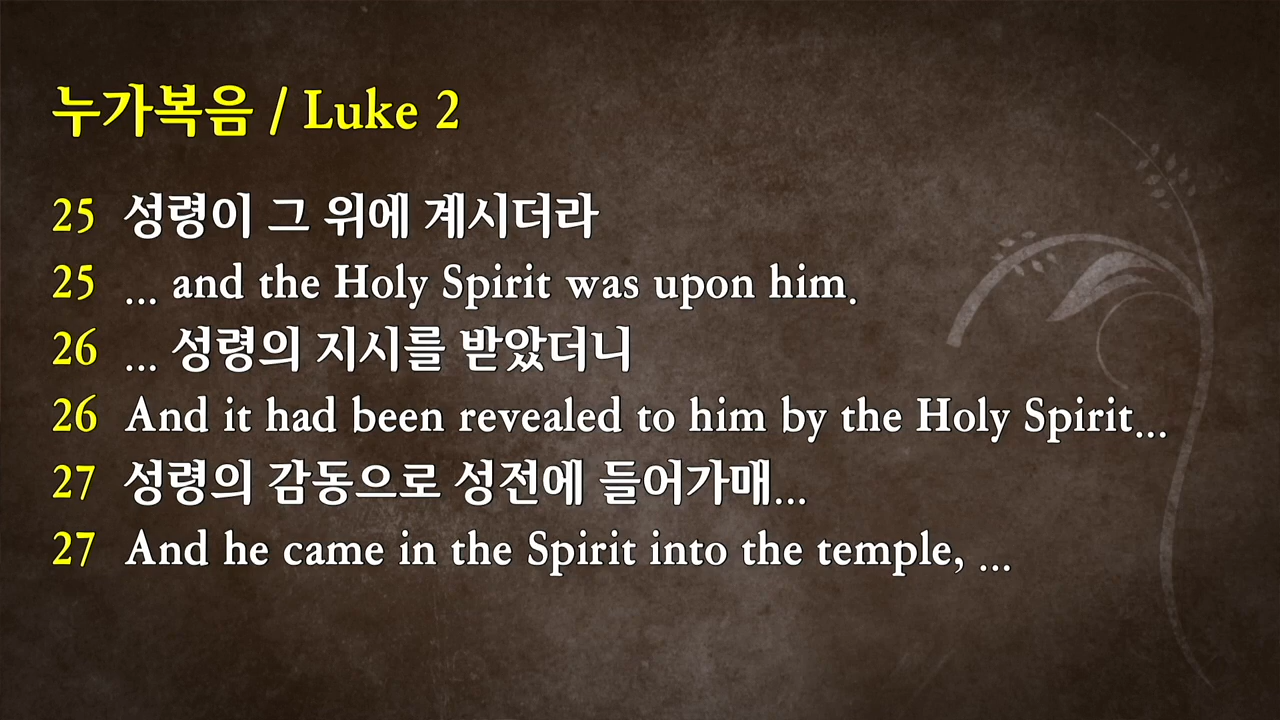 누가복음 / Luke 2
25 성령이 그 위에 계시더라
25 ... and the Holy Spirit was upon him.
26 ... 성령의 지시를 받았더니
26 And it had been revealed to him by the Holy Spirit...
27 성령의 감동으로 성전에 들어가매...
27 And he came in the Spirit into the temple, ...